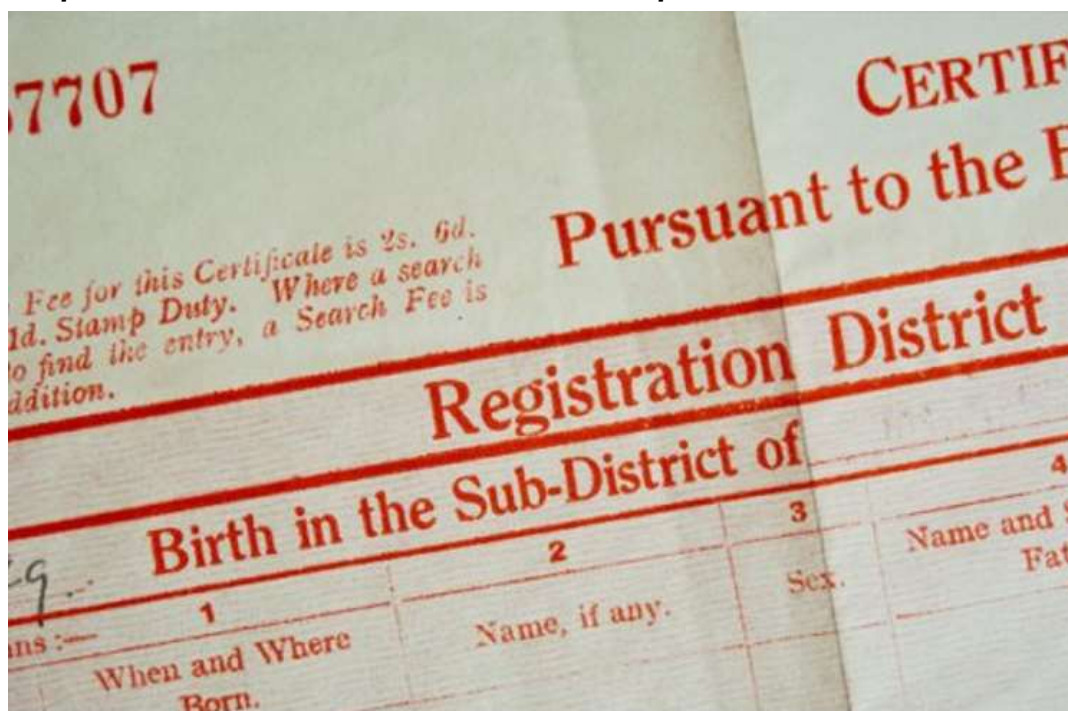 7707
CERTIF
Pursuant to the
Fee for this Certificate is 2s. 6d.
1d. Stamp Duty. Where a search
to find the entry, a Search Fee is
addition.
Registration District
Birth in the Sub-District of
9.
1
2
3
4
ns :—
When and Where
Born.
Name, if any.
Sex.
Name and
Fat